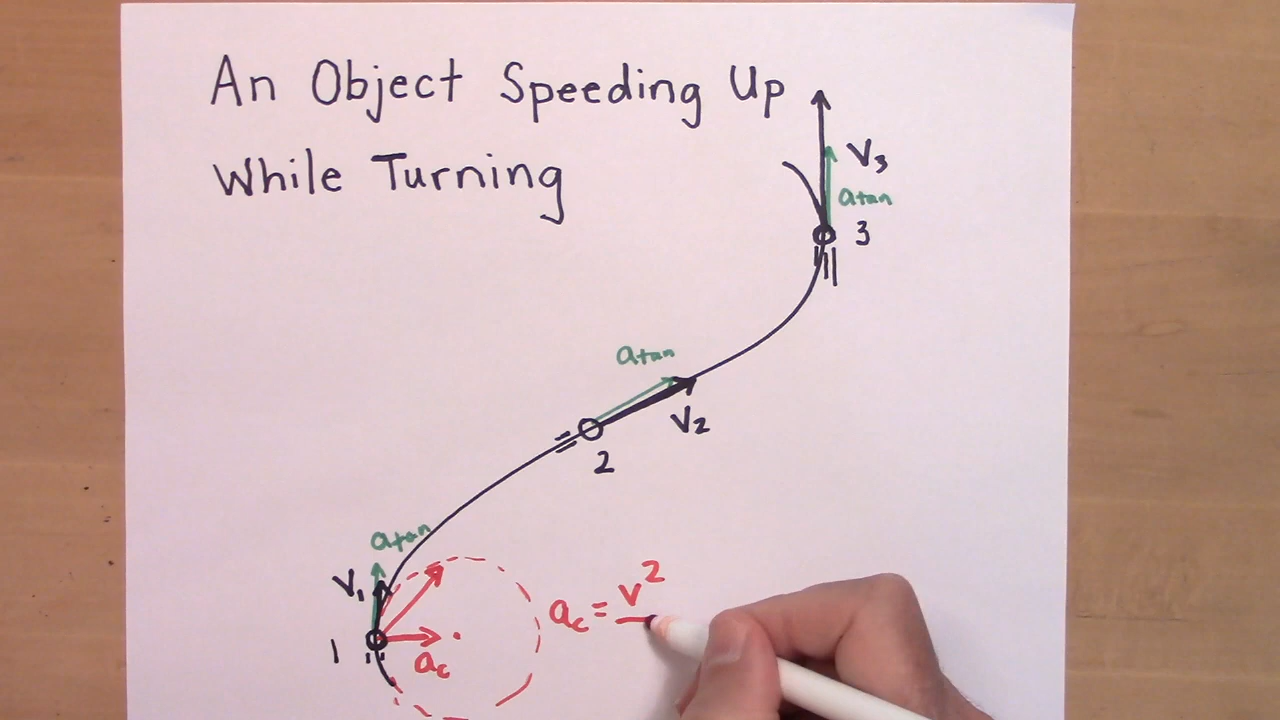 An Object Speeding Up
While Turning
V3
atan
3
atan
V2
2
atan
V1
ac = v²
1
ac